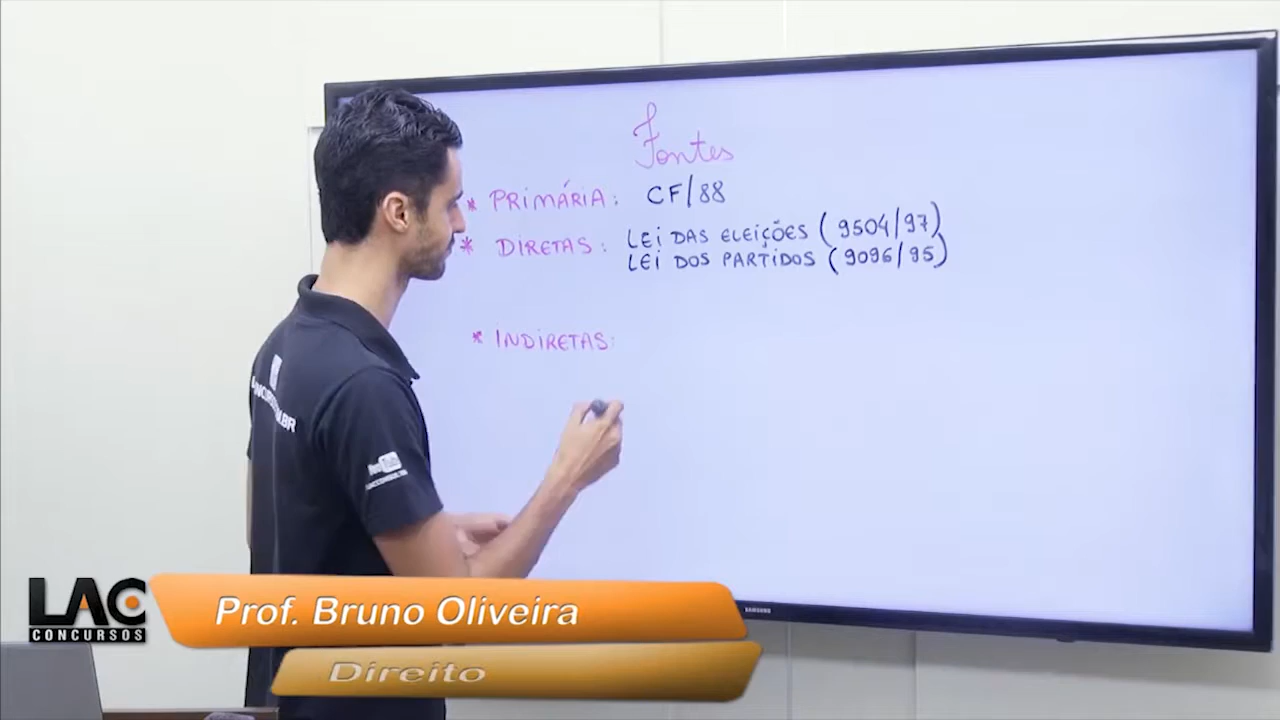 Fontes
* PRIMÁRIA: CF/88
* DIRETAS: LEI DAS ELEIÇÕES (9504/97)
LEI DOS PARTIDOS (9096/95)
* INDIRETAS:
LAC
CONCURSOS
Prof. Bruno Oliveira
Direito
SAMSUNG